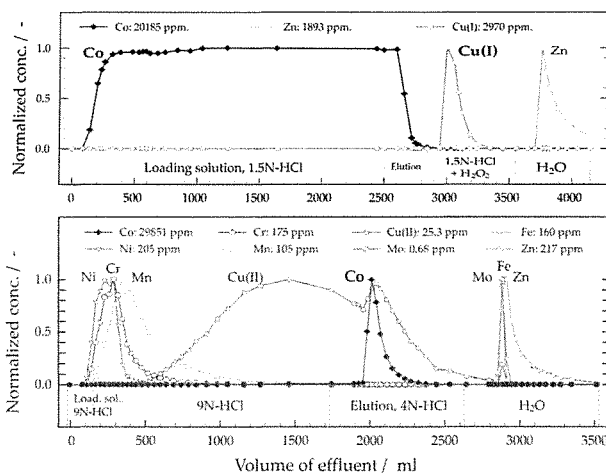 Co: 20185 ppm. Zn: 1893 ppm. Cu(I): 2970 ppm.
Normalized conc. / -
1.0
0.5
0.0
Co
Cu(I)
Zn
Loading solution, 1.5N-HCl
Elution
1.5N-HCl
+ H2O2
H2O
0 500 1000 1500 2000 2500 3000 3500 4000
Co: 29851 ppm Cr: 175 ppm Cu(II): 25.3 ppm Fe: 160 ppm
Ni: 205 ppm Mn: 105 ppm Mo: 0.68 ppm Zn: 217 ppm
Normalized conc. / -
1.0
0.5
0.0
Ni
Cr
Mn
Cu(II)
Co
Mo
Fe
Zn
Load. sol.,
9N-HCl
9N-HCl
Elution, 4N-HCl
H2O
0 500 1000 1500 2000 2500 3000 3500
Volume of effluent / ml